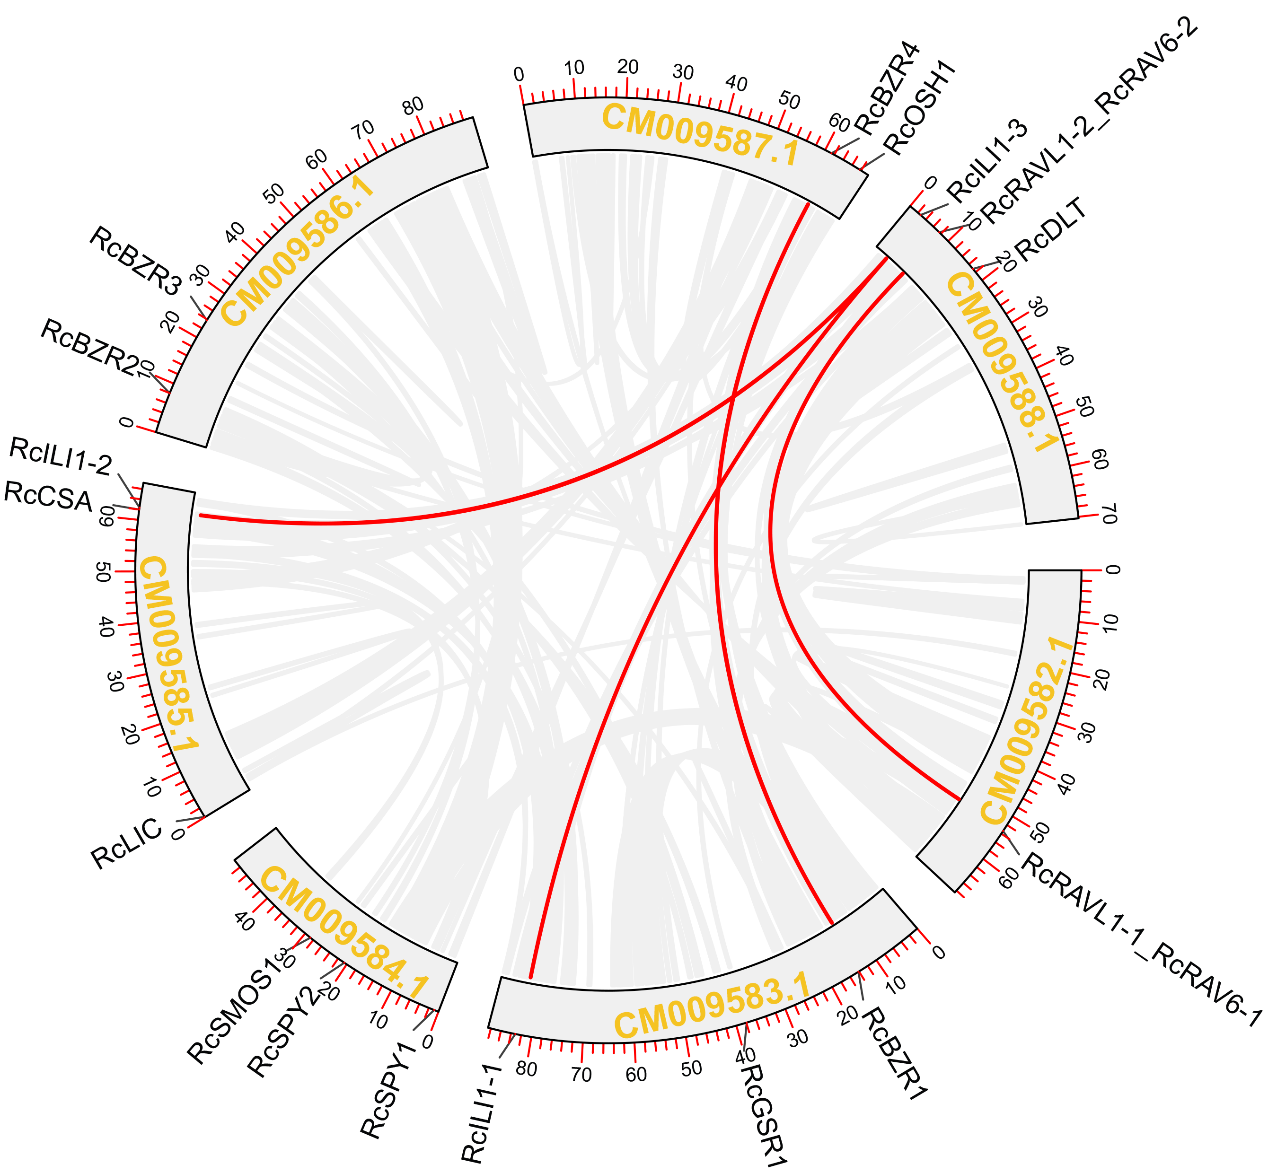 CM009587.1
0
10
20
30
40
50
60
RcBZR4
RcOSH1
CM009588.1
0
10
20
30
40
50
60
70
RcILI1-3
RcRAVL1-2_RcRAV6-2
RcDLT
CM009582.1
0
10
20
30
40
50
60
RcRAVL1-1_RcRAV6-1
CM009583.1
0
10
20
30
40
50
60
70
80
RcBZR1
RcGSR1
RcILI1-1
CM009584.1
0
10
20
30
40
RcSPY1
RcSPY2
RcSMOS1
CM009585.1
0
10
20
30
40
50
60
RcLIC
RcCSA
RcILI1-2
CM009586.1
0
10
20
30
40
50
60
70
80
RcBZR2
RcBZR3